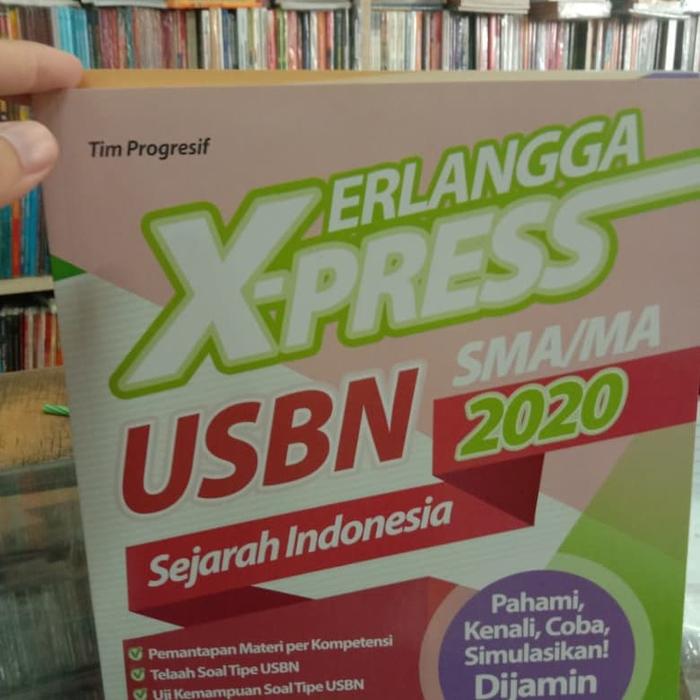 Tim Progresif
ERLANGGA
X-PRESS
SMA/MA
USBN
2020
Sejarah Indonesia
Pemantapan Materi per Kompetensi
Telaah Soal Tipe USBN
Uji Kemampuan Soal Tipe USBN
Pahami,
Kenali, Coba,
Simulasikan!
Dijamin